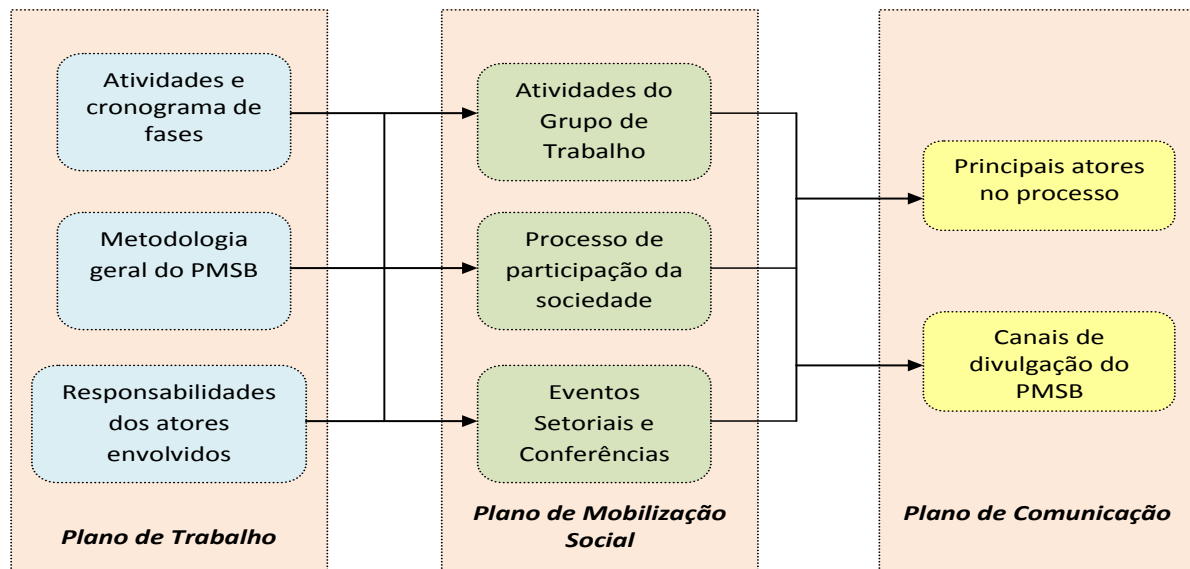 Atividades e
cronograma de
fases
Metodologia
geral do PMSB
Responsabilidades
dos atores
envolvidos
Plano de Trabalho
Atividades do
Grupo de
Trabalho
Processo de
participação da
sociedade
Eventos
Setoriais e
Conferências
Plano de Mobilização
Social
Principais atores
no processo
Canais de
divulgação do
PMSB
Plano de Comunicação